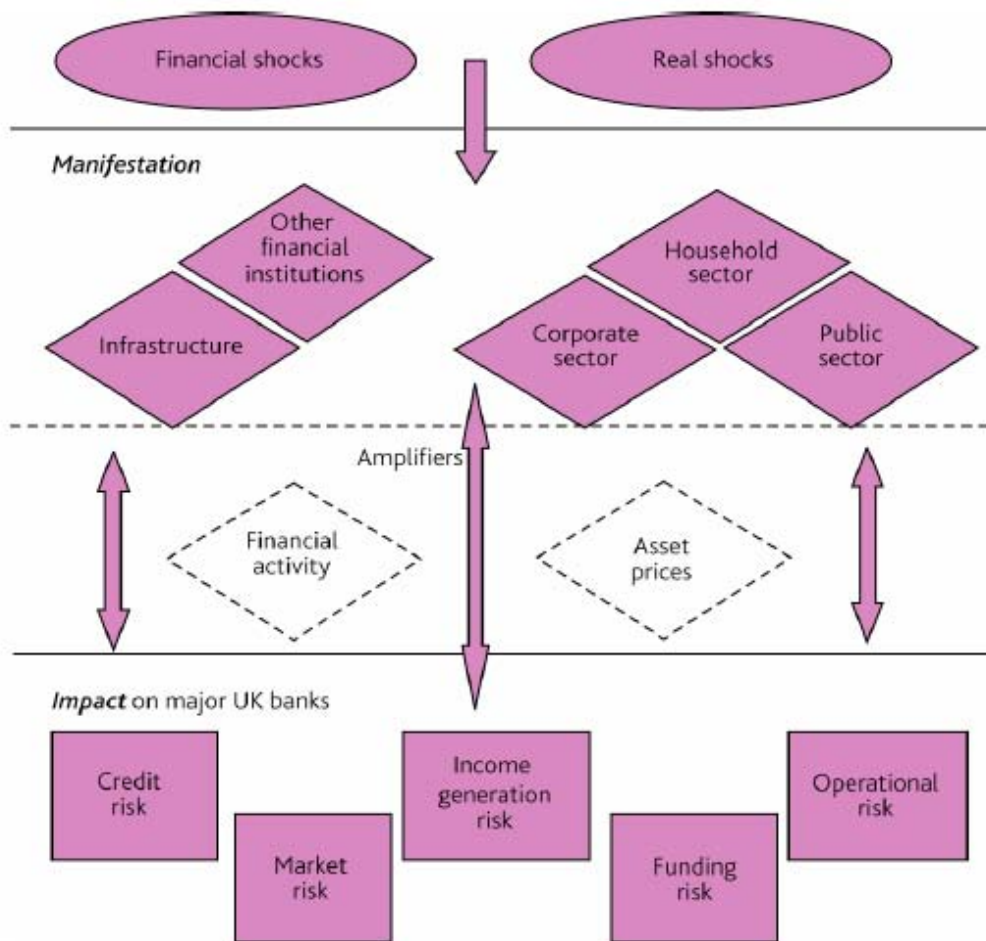 Financial shocks
Real shocks
Manifestation
Other
financial
institutions
Infrastructure
Household
sector
Corporate
sector
Public
sector
Amplifiers
Financial
activity
Asset
prices
Impact on major UK banks
Credit
risk
Market
risk
Income
generation
risk
Funding
risk
Operational
risk